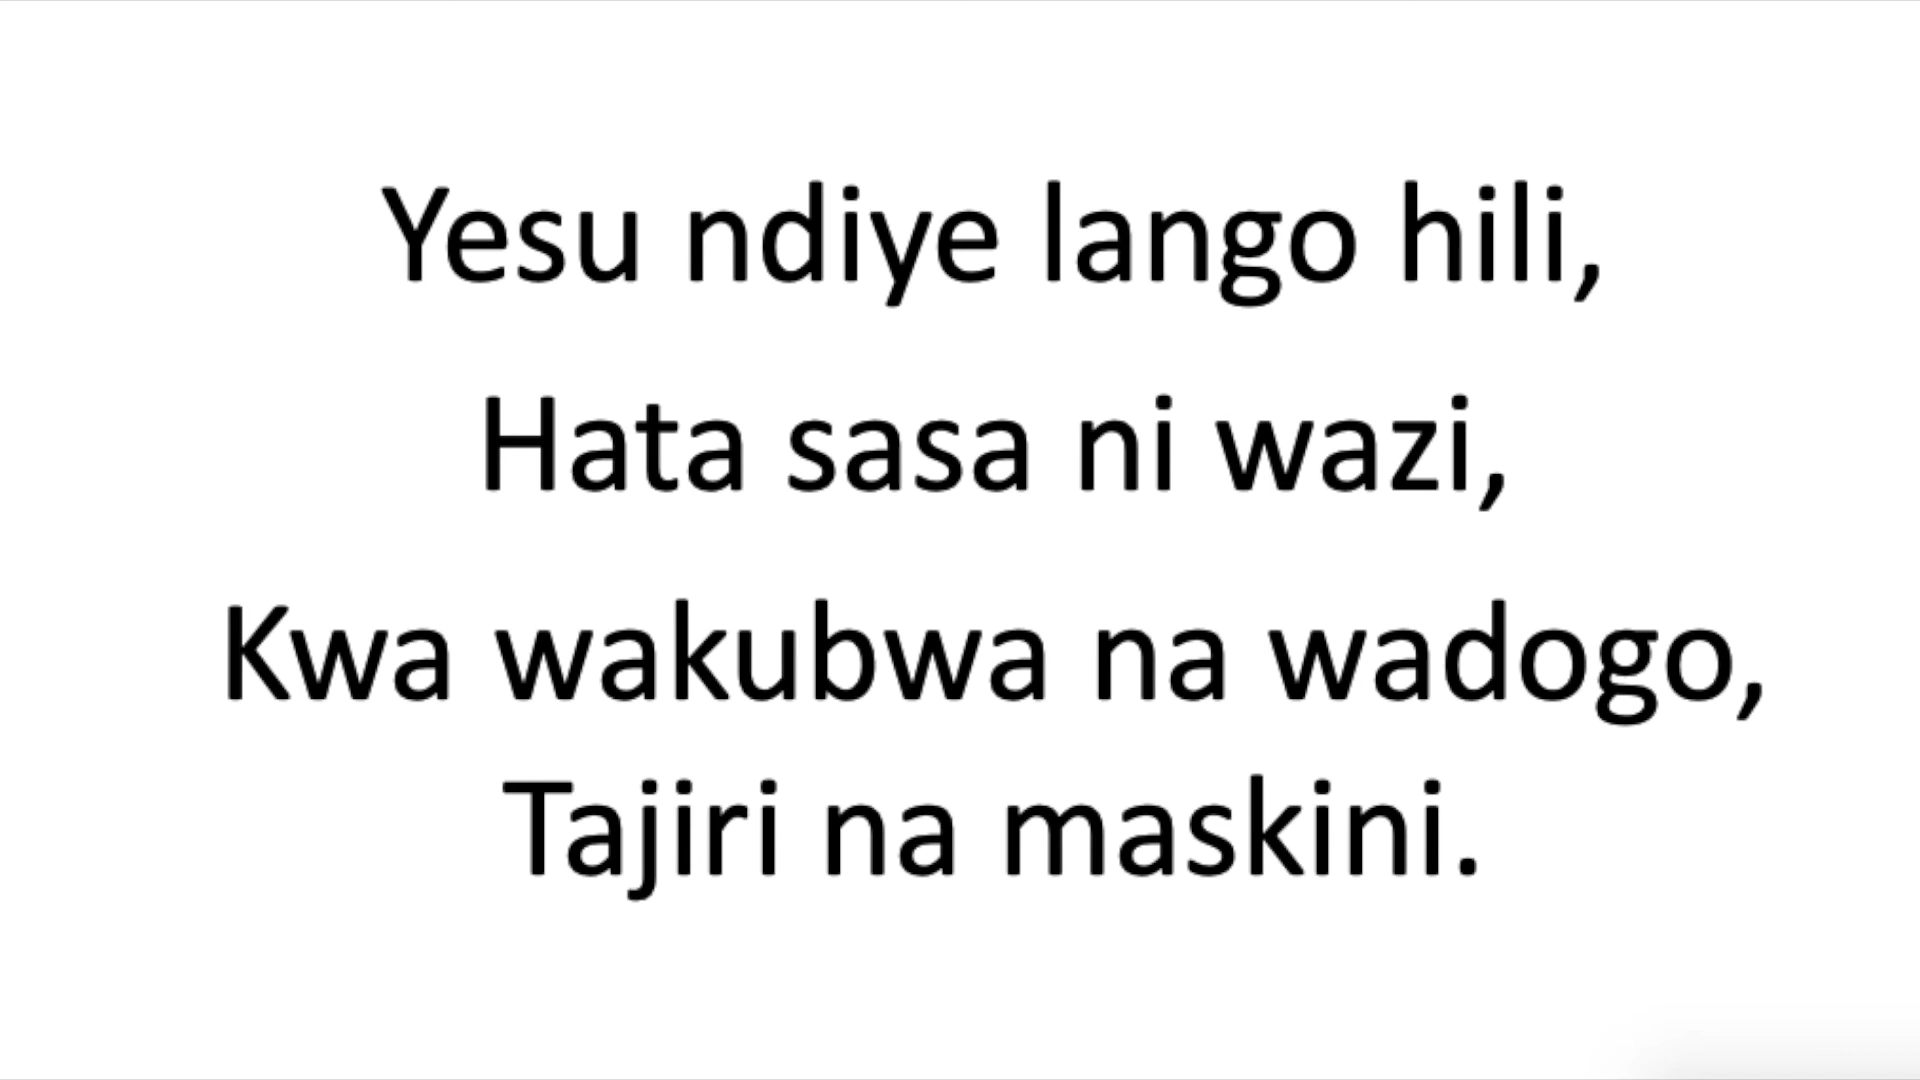 Yesu ndiye lango hili,
Hata sasa ni wazi,
Kwa wakubwa na wadogo,
Tajiri na maskini.